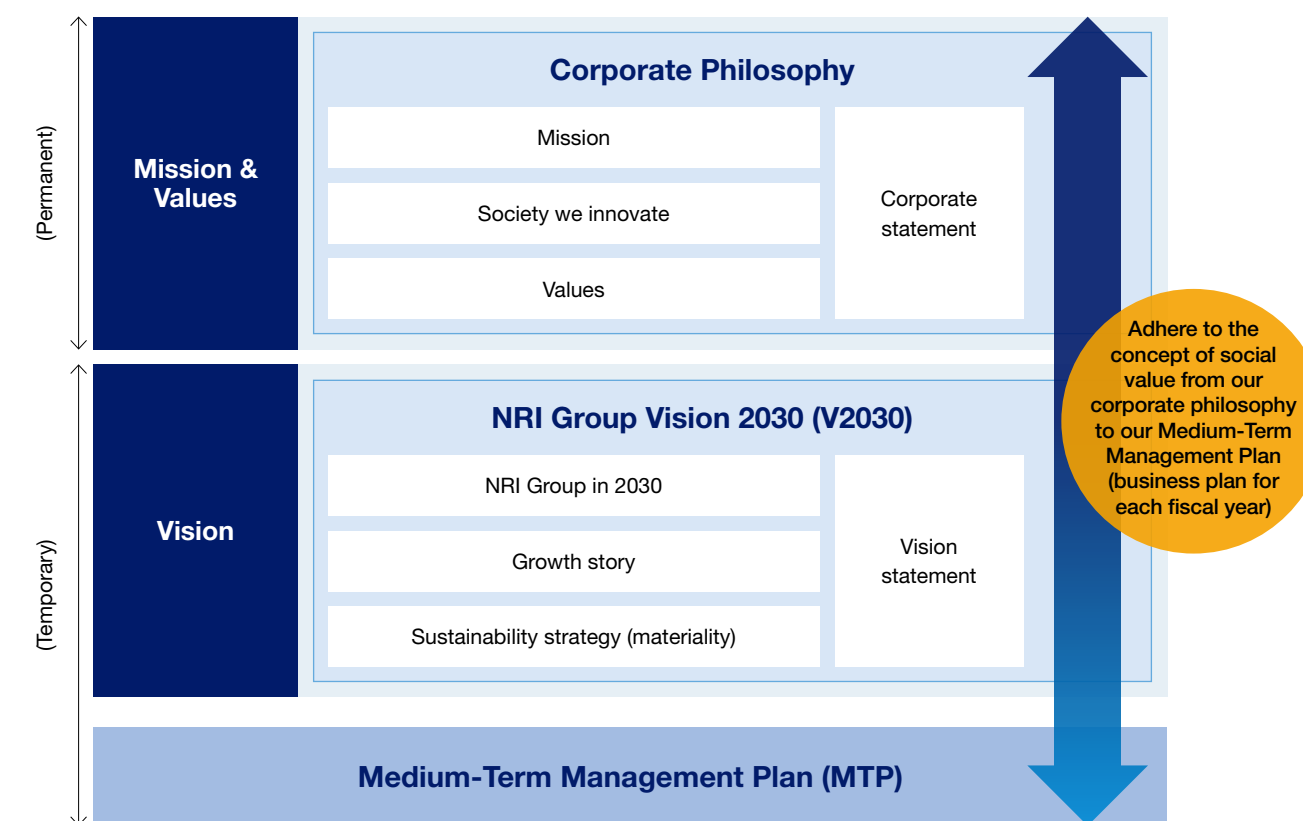 (Permanent)
Mission &
Values
Corporate Philosophy
Mission
Society we innovate
Values
Corporate
statement
Adhere to the
concept of social
value from our
corporate philosophy
to our Medium-Term
Management Plan
(business plan for
each fiscal year)
(Temporary)
Vision
NRI Group Vision 2030 (V2030)
NRI Group in 2030
Growth story
Sustainability strategy (materiality)
Vision
statement
Medium-Term Management Plan (MTP)